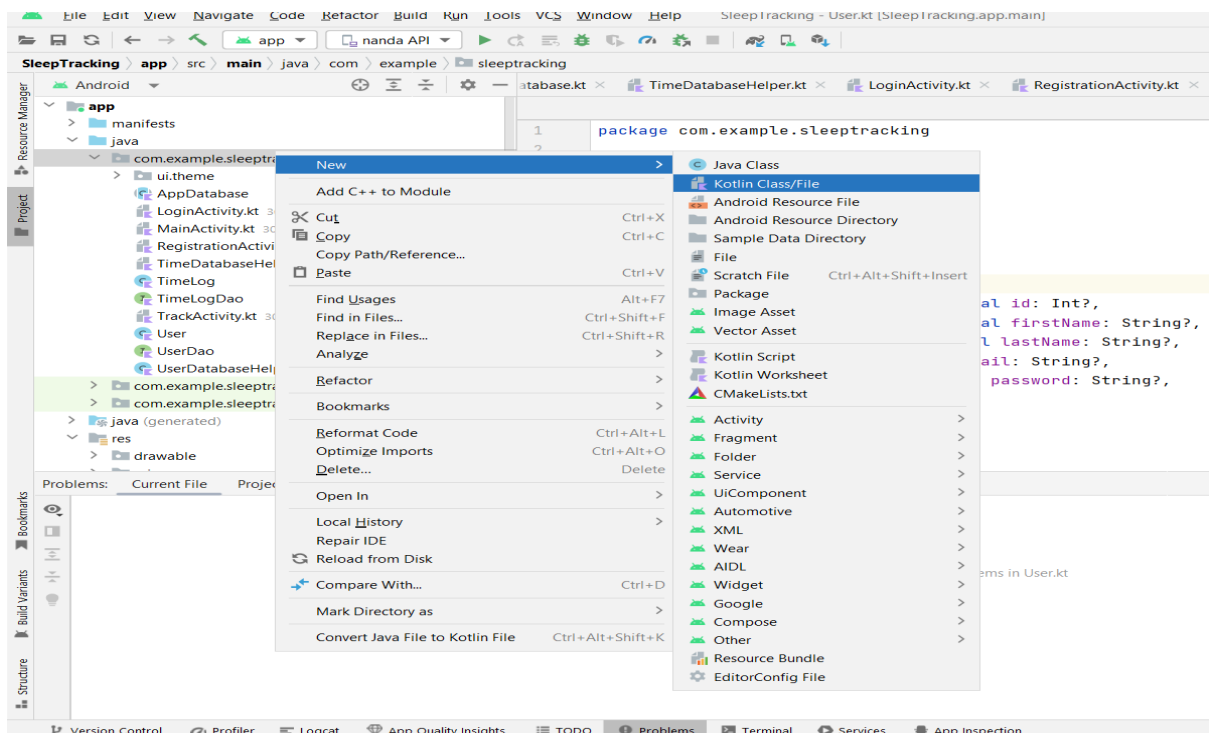 File Edit View Navigate Code Refactor Build Run Tools VCS Window Help SleepTracking - User.kt [SleepTracking.app.main]
app nanda API
SleepTracking app src main java com example sleeptracking
Android
atabase.kt TimeDatabaseHelper.kt LoginActivity.kt RegistrationActivity.kt
Resource Manager
Project
Bookmarks
Build Variants
Structure
app
manifests
java
com.example.sleeptra
ui.theme
AppDatabase
LoginActivity.kt
MainActivity.kt
RegistrationActivi
TimeDatabaseHel
TimeLog
TimeLogDao
TrackActivity.kt
User
UserDao
UserDatabaseHelp
com.example.sleeptra
com.example.sleeptra
java (generated)
res
drawable
1 package com.example.sleeptracking
2
al id: Int?,
al firstName: String?,
l lastName: String?,
ail: String?,
password: String?,
New
Add C++ to Module
Cut Ctrl+X
Copy Ctrl+C
Copy Path/Reference...
Paste Ctrl+V
Find Usages Alt+F7
Find in Files... Ctrl+Shift+F
Replace in Files... Ctrl+Shift+R
Analyze
Refactor
Bookmarks
Reformat Code Ctrl+Alt+L
Optimize Imports Ctrl+Alt+O
Delete... Delete
Open In
Local History
Repair IDE
Reload from Disk
Compare With... Ctrl+D
Mark Directory as
Convert Java File to Kotlin File Ctrl+Alt+Shift+K
Java Class
Kotlin Class/File
Android Resource File
Android Resource Directory
Sample Data Directory
File
Scratch File Ctrl+Alt+Shift+Insert
Package
Image Asset
Vector Asset
Kotlin Script
Kotlin Worksheet
CMakeLists.txt
Activity
Fragment
Folder
Service
UiComponent
Automotive
XML
Wear
AIDL
Widget
Google
Compose
Other
Resource Bundle
EditorConfig File
Problems: Current File Projec
ems in User.kt
Version Control Profiler Logcat App Quality Insights TODO Problems Terminal Services App Inspection